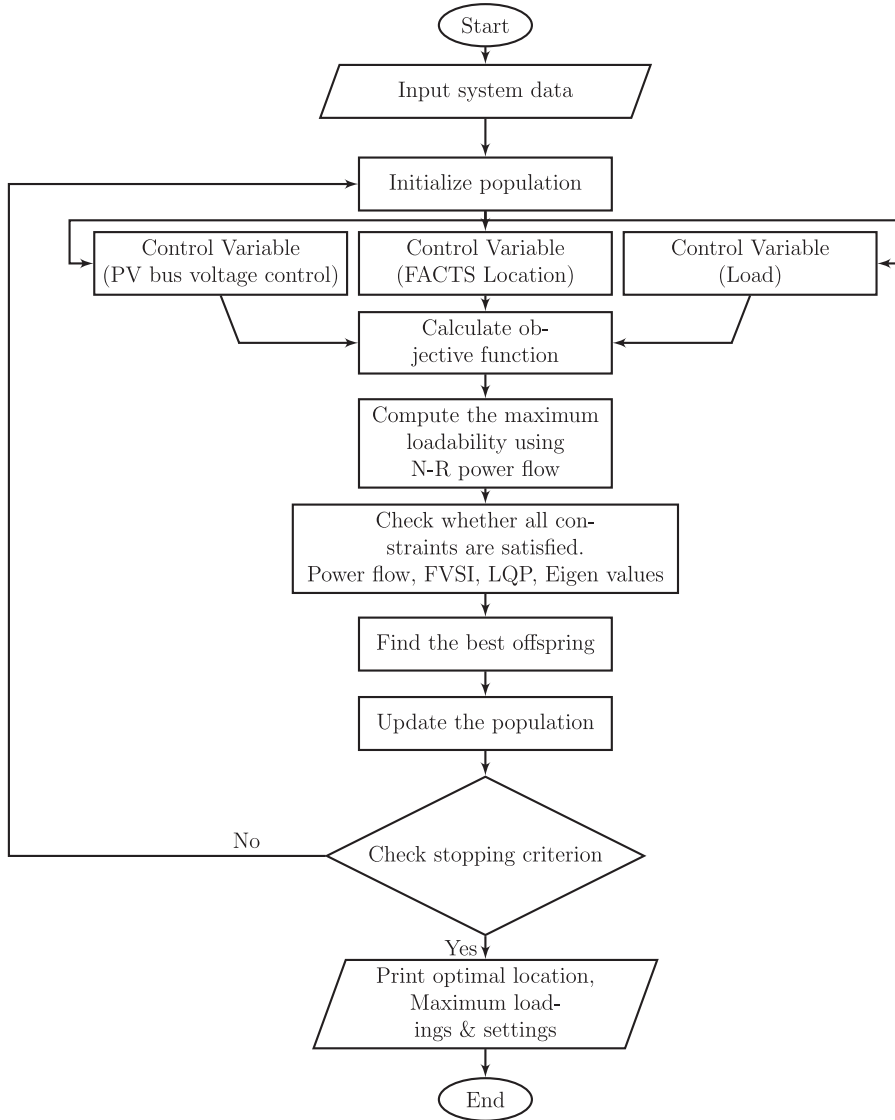 Start
Input system data
Initialize population
Control Variable
(PV bus voltage control)
Control Variable
(FACTS Location)
Control Variable
(Load)
Calculate ob-
jective function
Compute the maximum
loadability using
N-R power flow
Check whether all con-
straints are satisfied.
Power flow, FVSI, LQP, Eigen values
Find the best offspring
Update the population
No
Check stopping criterion
Yes
Print optimal location,
Maximum load-
ings & settings
End